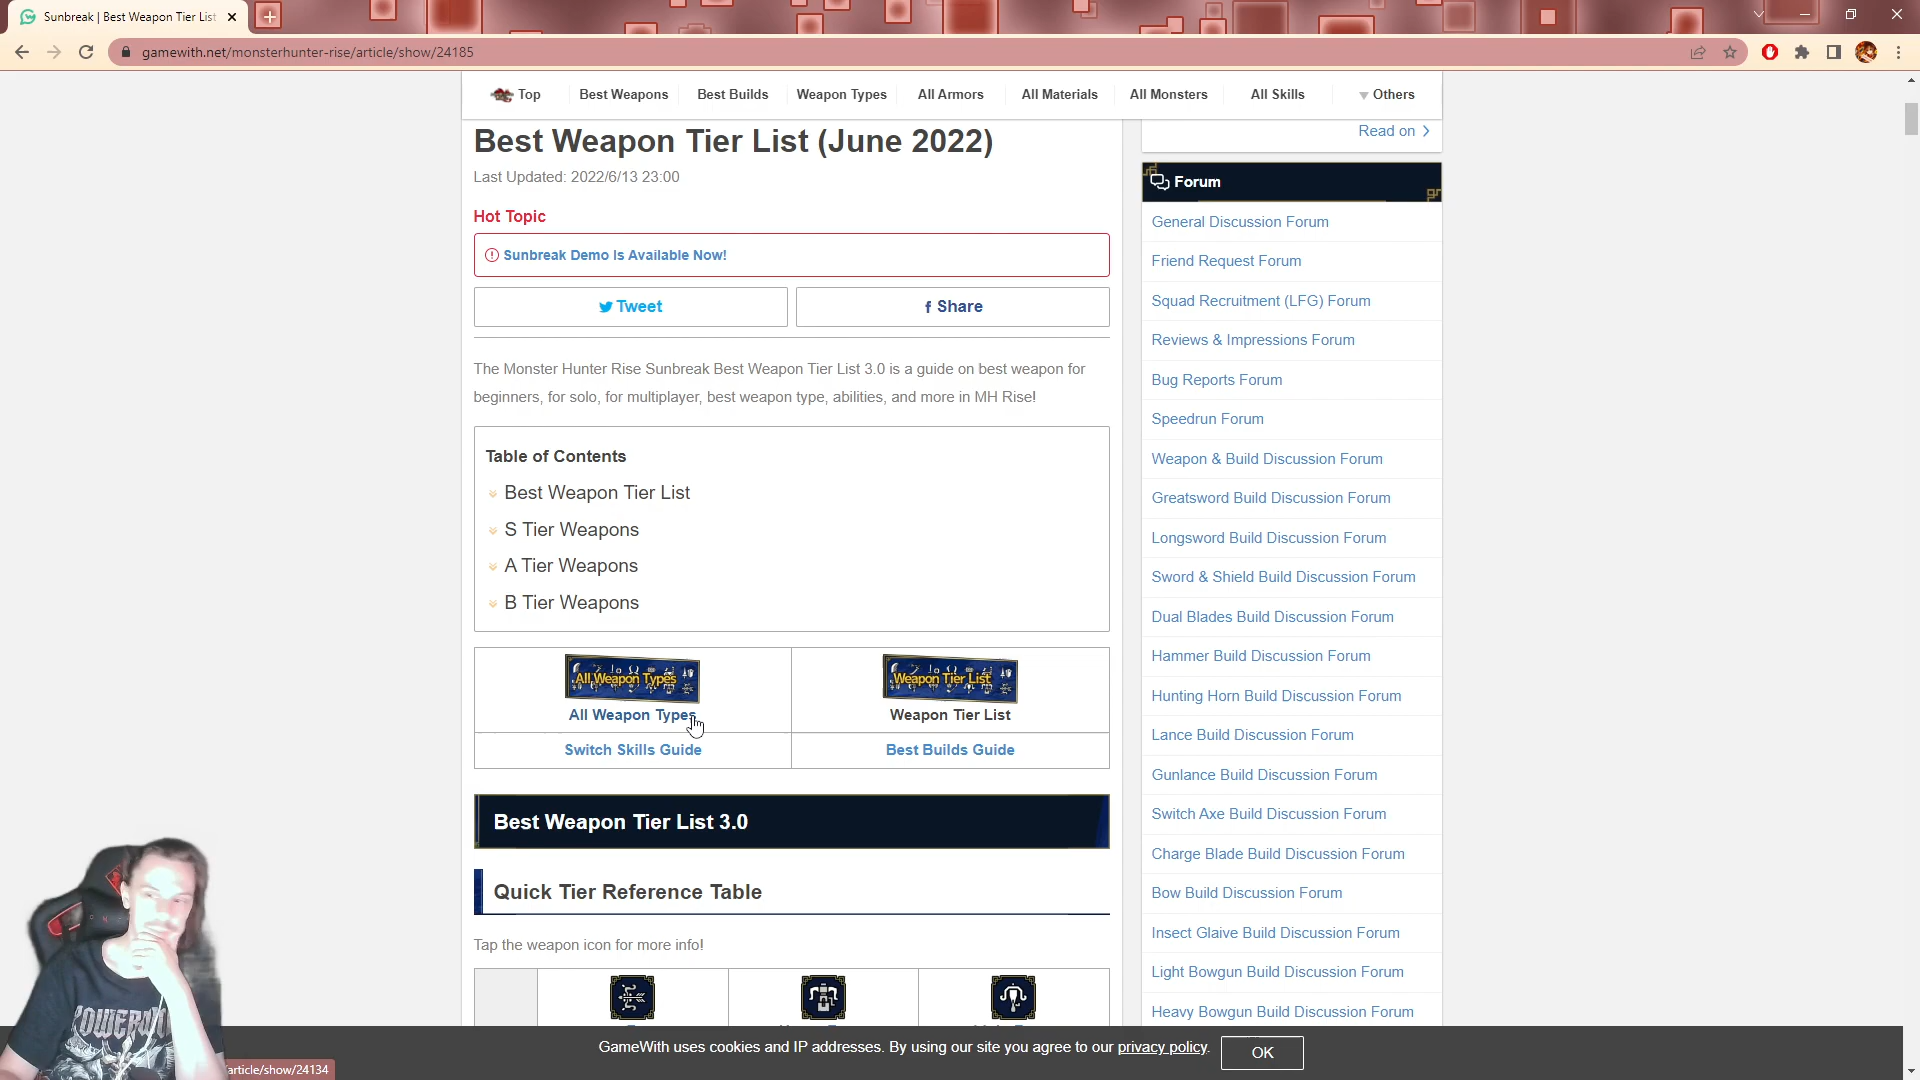 Sunbreak | Best Weapon Tier List
gamewith.net/monsterhunter-rise/article/show/24185
Top
Best Weapons
Best Builds
Weapon Types
All Armors
All Materials
All Monsters
All Skills
Others
Best Weapon Tier List (June 2022)
Last Updated: 2022/6/13 23:00
Hot Topic
Sunbreak Demo Is Available Now!
Tweet
f Share
The Monster Hunter Rise Sunbreak Best Weapon Tier List 3.0 is a guide on best weapon for
beginners, for solo, for multiplayer, best weapon type, abilities, and more in MH Rise!
Table of Contents
Best Weapon Tier List
S Tier Weapons
A Tier Weapons
B Tier Weapons
All Weapon Types
Weapon Tier List
All Weapon Types
Weapon Tier List
Switch Skills Guide
Best Builds Guide
Best Weapon Tier List 3.0
Quick Tier Reference Table
Tap the weapon icon for more info!
Read on
Forum
General Discussion Forum
Friend Request Forum
Squad Recruitment (LFG) Forum
Reviews & Impressions Forum
Bug Reports Forum
Speedrun Forum
Weapon & Build Discussion Forum
Greatsword Build Discussion Forum
Longsword Build Discussion Forum
Sword & Shield Build Discussion Forum
Dual Blades Build Discussion Forum
Hammer Build Discussion Forum
Hunting Horn Build Discussion Forum
Lance Build Discussion Forum
Gunlance Build Discussion Forum
Switch Axe Build Discussion Forum
Charge Blade Build Discussion Forum
Bow Build Discussion Forum
Insect Glaive Build Discussion Forum
Light Bowgun Build Discussion Forum
Heavy Bowgun Build Discussion Forum
GameWith uses cookies and IP addresses. By using our site you agree to our privacy policy.
OK
article/show/24134